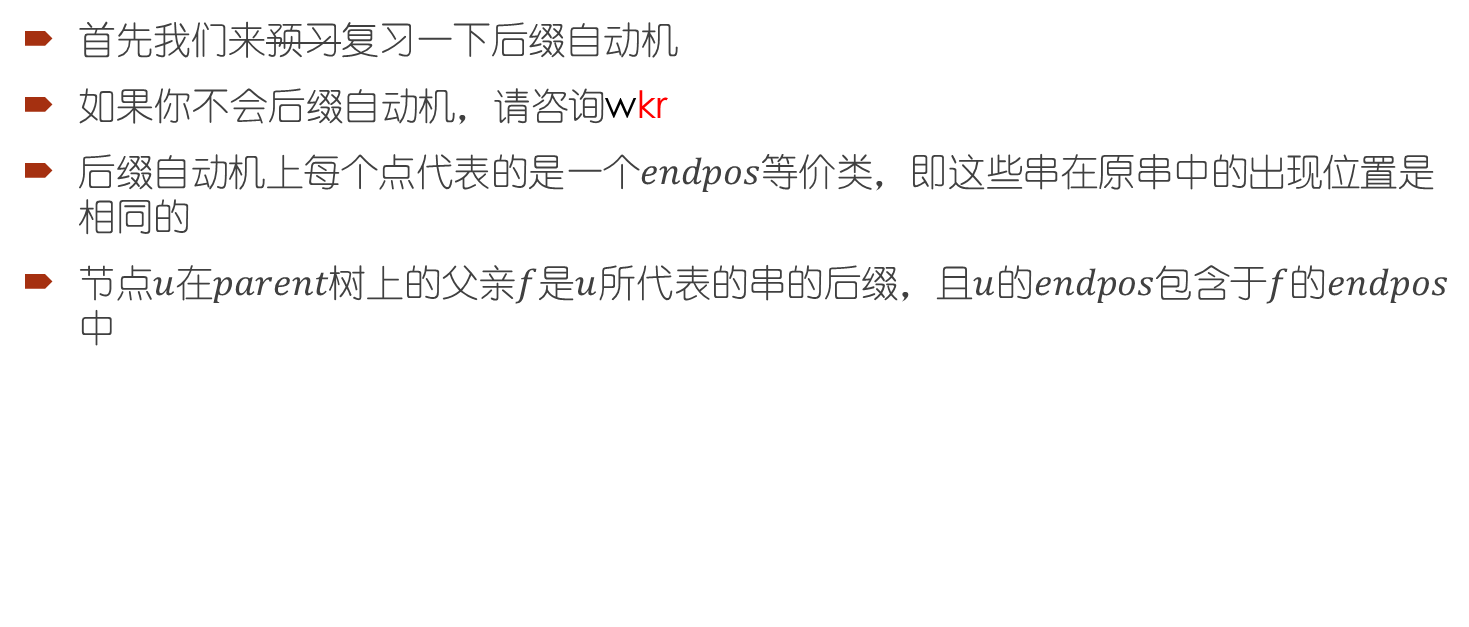 首先我们来预习复习一下后缀自动机
如果你不会后缀自动机，请咨询wkr
后缀自动机上每个点代表的是一个endpos等价类，即这些串在原串中的出现位置是
相同的
节点u在parent树上的父亲f是u所代表的串的后缀，且u的endpos包含于f的endpos
中